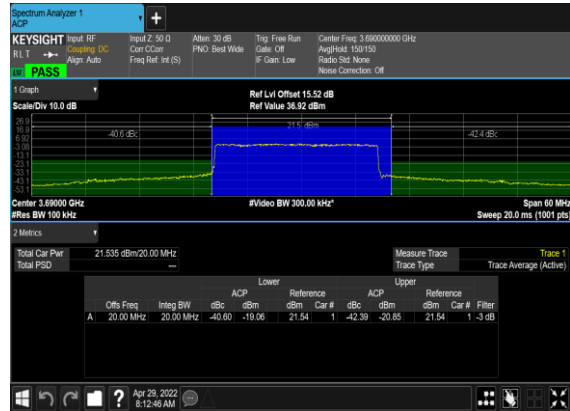 Spectrum Analyzer 1
ACP
+
KEYSIGHT Input: RF Input Z: 50 Ω Atten: 30 dB Trig: Free Run Center Freq: 3.690000000 GHz
RLT Coupling: DC Corr CCorr PNO: Best Wide Gate: Off Avg|Hold: 150/150
Align: Auto Freq Ref: Int (S) IF Gain: Low Radio Std: None
Noise Correction: Off
PASS
1 Graph
Ref Lvl Offset 15.52 dB
Scale/Div 10.0 dB Ref Value 36.92 dBm
26.9
16.9
6.92
-3.08
-13.1
-23.1
-33.1
-43.1
-53.1
-40.6 dBc 21.5 dBm -42.4 dBc
Center 3.69000 GHz #Video BW 300.00 kHz* Span 60 MHz
#Res BW 100 kHz Sweep 20.0 ms (1001 pts)
2 Metrics
Total Car Pwr 21.535 dBm/20.00 MHz Measure Trace Trace 1
Total PSD --- Trace Type Trace Average (Active)
Lower Upper
ACP Reference ACP Reference
Offs Freq Integ BW dBc dBm dBm Car # dBc dBm dBm Car # Filter
A 20.00 MHz 20.00 MHz -40.60 -19.06 21.54 1 -42.39 -20.85 21.54 1 -3 dB
? Apr 29, 2022
8:12:46 AM